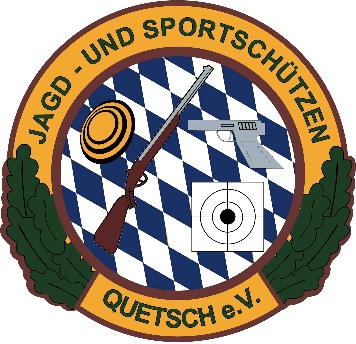 JAGD - UND SPORTSCHÜTZEN
QUETSCH e.V.